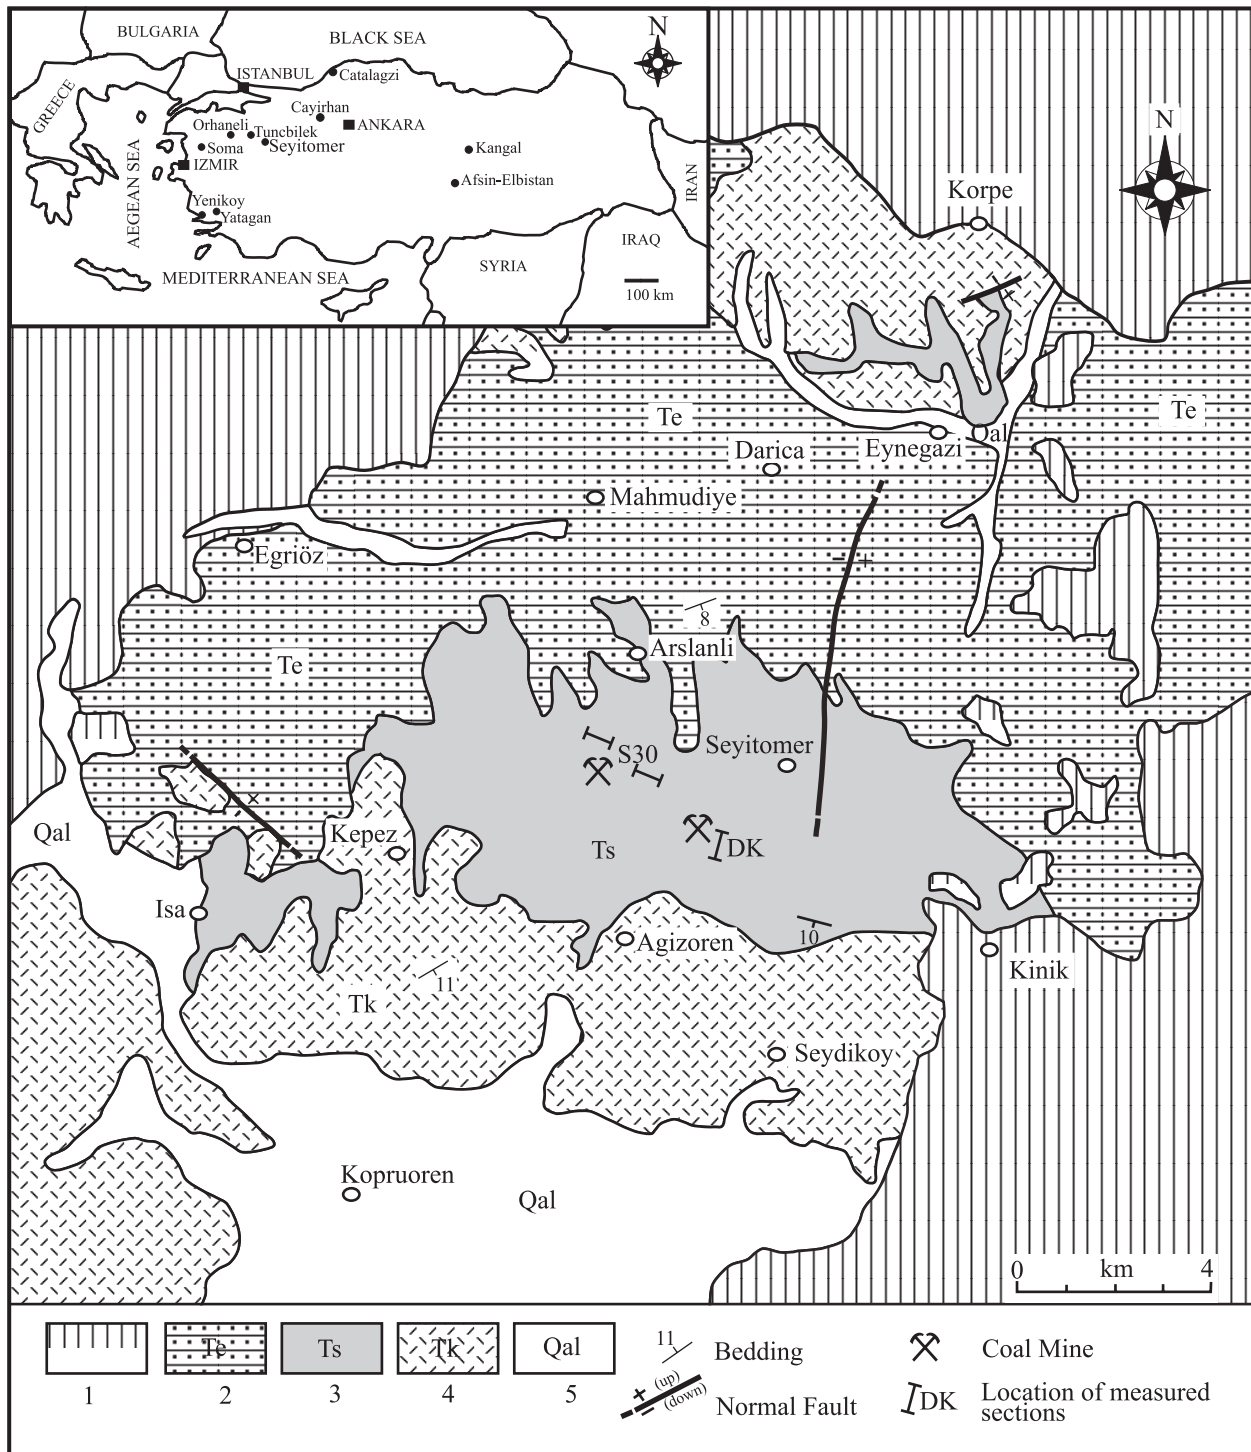 BULGARIA
BLACK SEA
N
ISTANBUL
Catalagzi
GREECE
Cayirhan
ANKARA
Orhaneli
Tuncbilek
Soma
Seyitomer
Kangal
IZMIR
AEGEAN SEA
Afsin-Elbistan
IRAN
Yenikoy
Yatagan
IRAQ
SYRIA
MEDITERRANEAN SEA
100 km
N
Korpe
×
Te
Te
Eynegazi
Qal
Darica
Mahmudiye
Egriöz
- +
8
Arslanli
Te
S30
Seyitomer
×
Qal
Kepez
Ts
DK
Isa
10
Agizoren
Kinik
11
Tk
Seydikoy
Kopruoren
Qal
0 km 4
Te
Ts
Tk
Qal
1
2
3
4
5
11
Bedding
+ (up)
– (down)
Normal Fault
Coal Mine
DK
Location of measured
sections